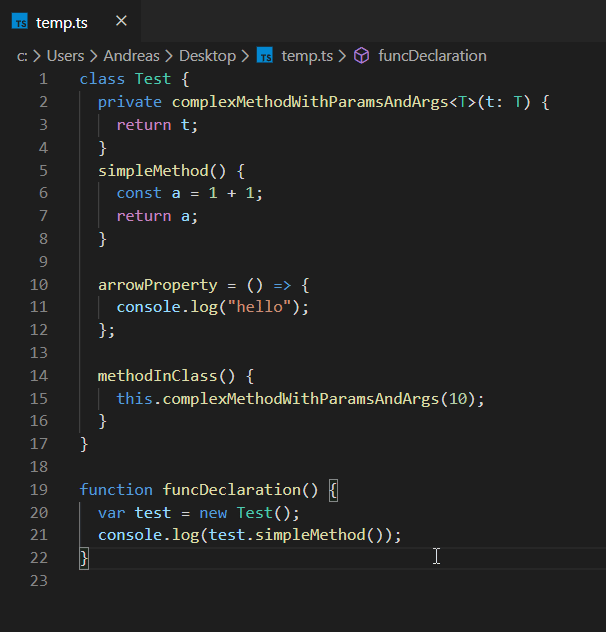 TS temp.ts ×
c: > Users > Andreas > Desktop > TS temp.ts > funcDeclaration
1 class Test {
2   private complexMethodWithParamsAndArgs<T>(t: T) {
3     return t;
4   }
5   simpleMethod() {
6     const a = 1 + 1;
7     return a;
8   }
9
10   arrowProperty = () => {
11     console.log("hello");
12   };
13
14   methodInClass() {
15     this.complexMethodWithParamsAndArgs(10);
16   }
17 }
18
19 function funcDeclaration() {
20   var test = new Test();
21   console.log(test.simpleMethod());
22 }
23